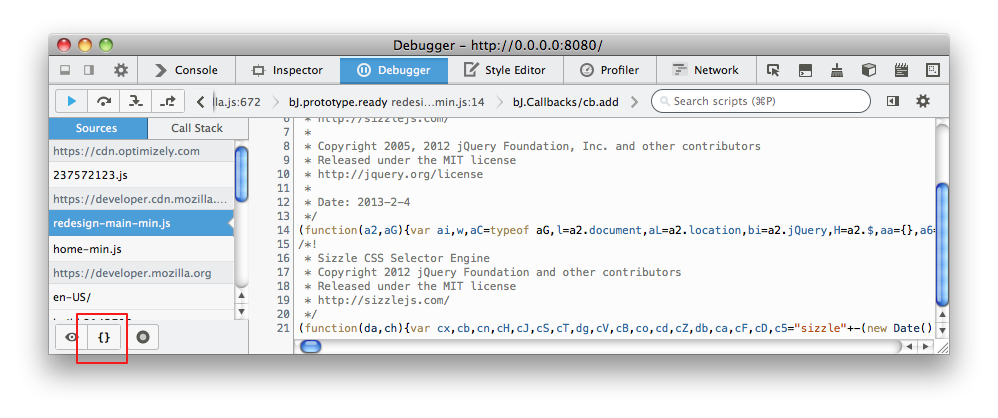 Debugger – http://0.0.0.0:8080/
Console Inspector Debugger Style Editor Profiler Network
la.js:672 bJ.prototype.ready redesi…min.js:14 bJ.Callbacks/cb.add Search scripts (⌘P)
Sources Call Stack
https://cdn.optimizely.com
237572123.js
https://developer.cdn.mozilla.…
redesign-main-min.js
home-min.js
https://developer.mozilla.org
en-US/
{}
6 * http://sizzlejs.com/
7 *
8 * Copyright 2005, 2012 jQuery Foundation, Inc. and other contributors
9 * Released under the MIT license
10 * http://jquery.org/license
11 *
12 * Date: 2013-2-4
13 */
14 (function(a2,aG){var ai,w,aC=typeof aG,l=a2.document,aL=a2.location,bi=a2.jQuery,H=a2.$,aa={},a6=
15 /*!
16 * Sizzle CSS Selector Engine
17 * Copyright 2012 jQuery Foundation and other contributors
18 * Released under the MIT license
19 * http://sizzlejs.com/
20 */
21 (function(da,ch){var cx,cb,cn,cH,cJ,cS,cT,dg,cV,cB,co,cd,cZ,db,ca,cF,cD,c5="sizzle"+-(new Date()